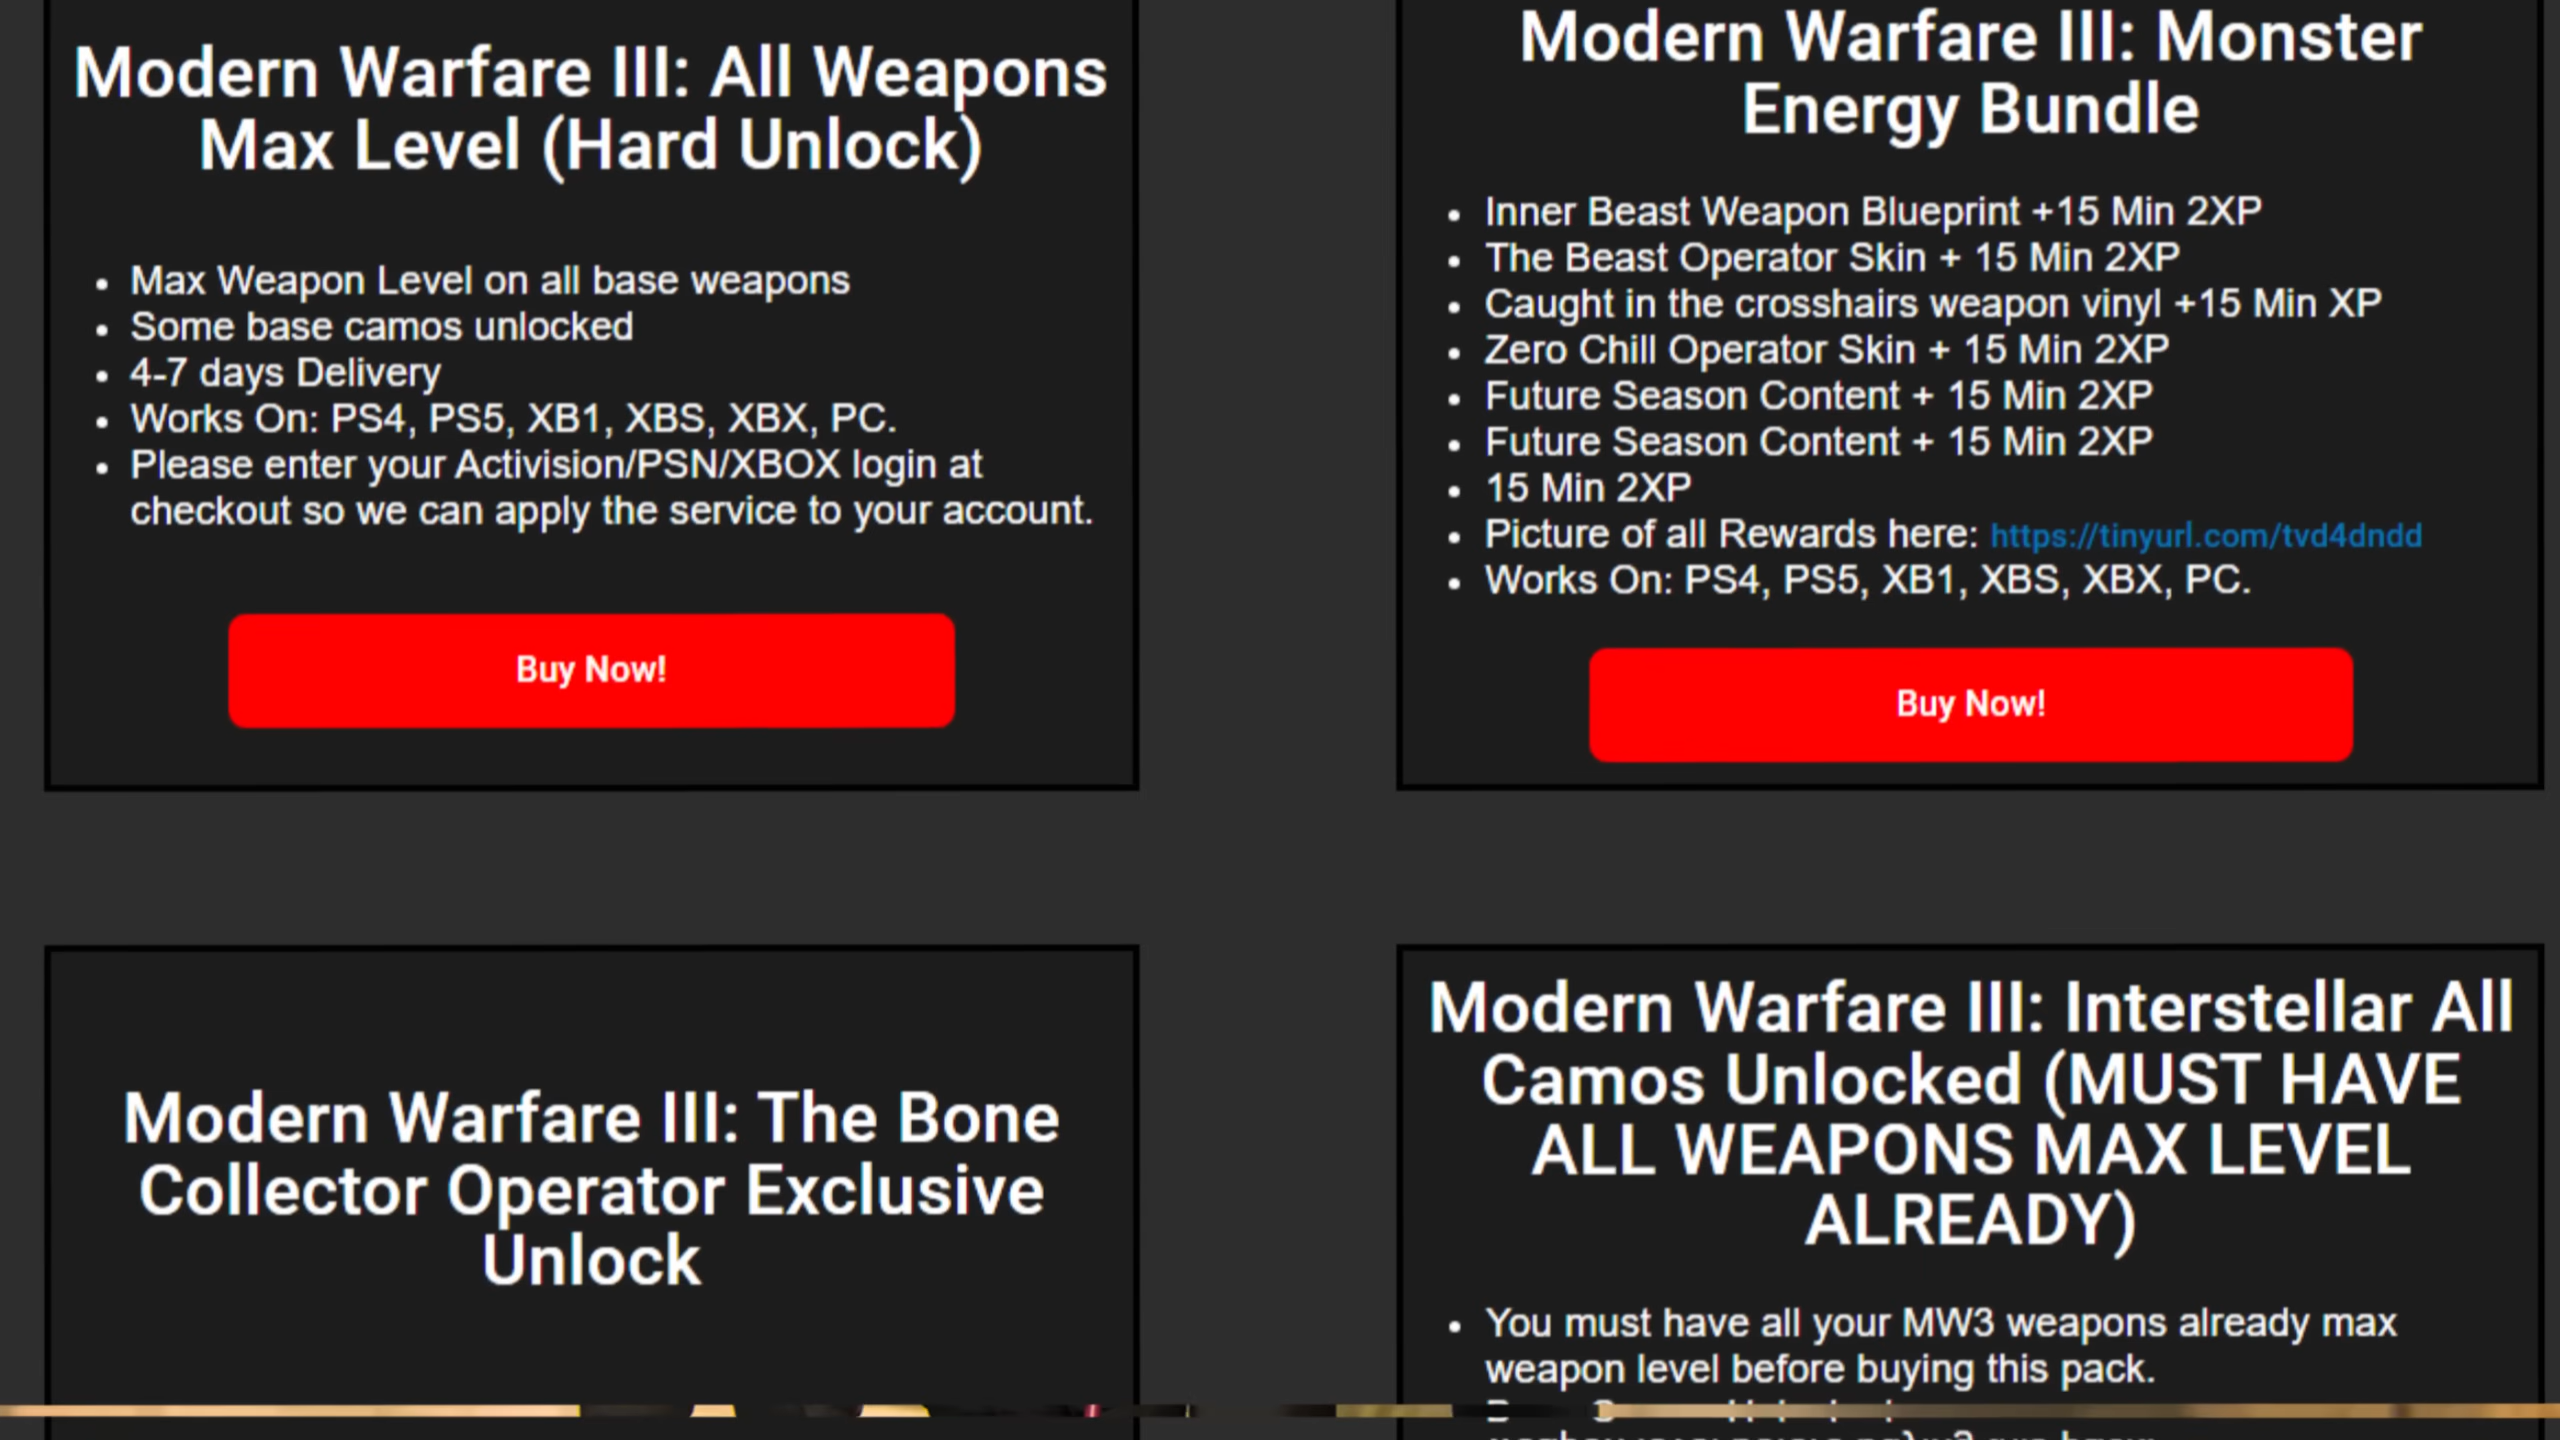 Modern Warfare III: All Weapons
Max Level (Hard Unlock)
Max Weapon Level on all base weapons
Some base camos unlocked
4-7 days Delivery
Works On: PS4, PS5, XB1, XBS, XBX, PC.
Please enter your Activision/PSN/XBOX login at
checkout so we can apply the service to your account.
Buy Now!
Modern Warfare III: Monster
Energy Bundle
Inner Beast Weapon Blueprint +15 Min 2XP
The Beast Operator Skin + 15 Min 2XP
Caught in the crosshairs weapon vinyl +15 Min XP
Zero Chill Operator Skin + 15 Min 2XP
Future Season Content + 15 Min 2XP
Future Season Content + 15 Min 2XP
15 Min 2XP
Picture of all Rewards here: https://tinyurl.com/tvd4dndd
Works On: PS4, PS5, XB1, XBS, XBX, PC.
Buy Now!
Modern Warfare III: The Bone
Collector Operator Exclusive
Unlock
Modern Warfare III: Interstellar All
Camos Unlocked (MUST HAVE
ALL WEAPONS MAX LEVEL
ALREADY)
You must have all your MW3 weapons already max
weapon level before buying this pack.